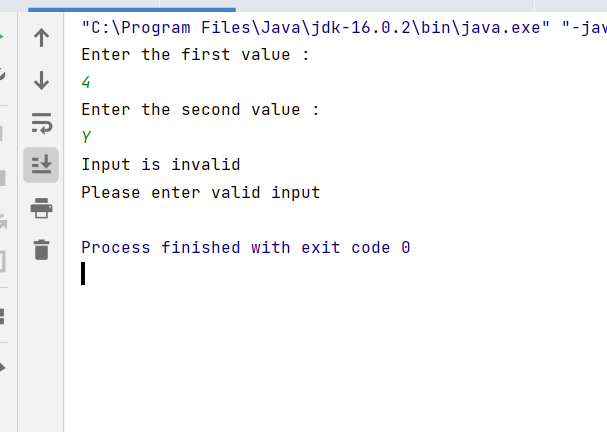 "C:\Program Files\Java\jdk-16.0.2\bin\java.exe" "-jav
Enter the first value :
4
Enter the second value :
Y
Input is invalid
Please enter valid input
Process finished with exit code 0